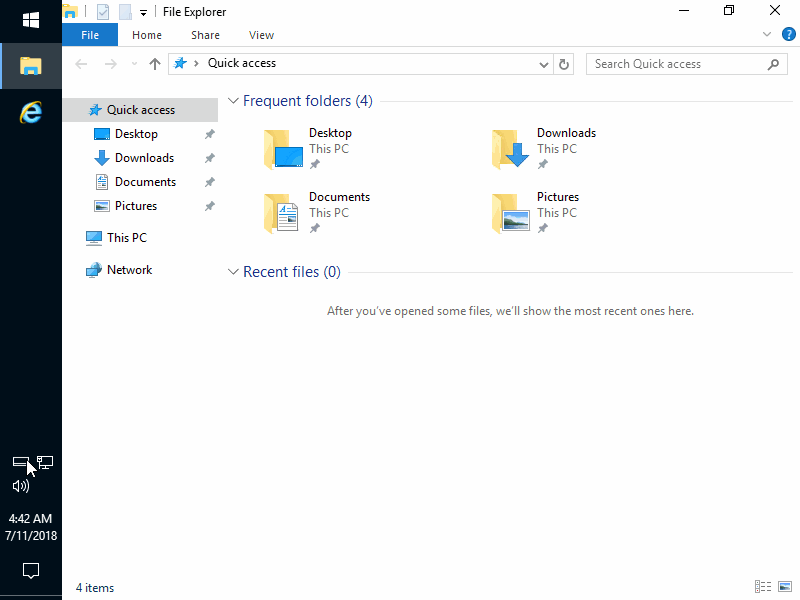 File Explorer
File
Home
Share
View
Quick access
Search Quick access
Quick access
Desktop
Downloads
Documents
Pictures
This PC
Network
Frequent folders (4)
Desktop
This PC
Downloads
This PC
Documents
This PC
Pictures
This PC
Recent files (0)
After you've opened some files, we'll show the most recent ones here.
4:42 AM
7/11/2018
4 items